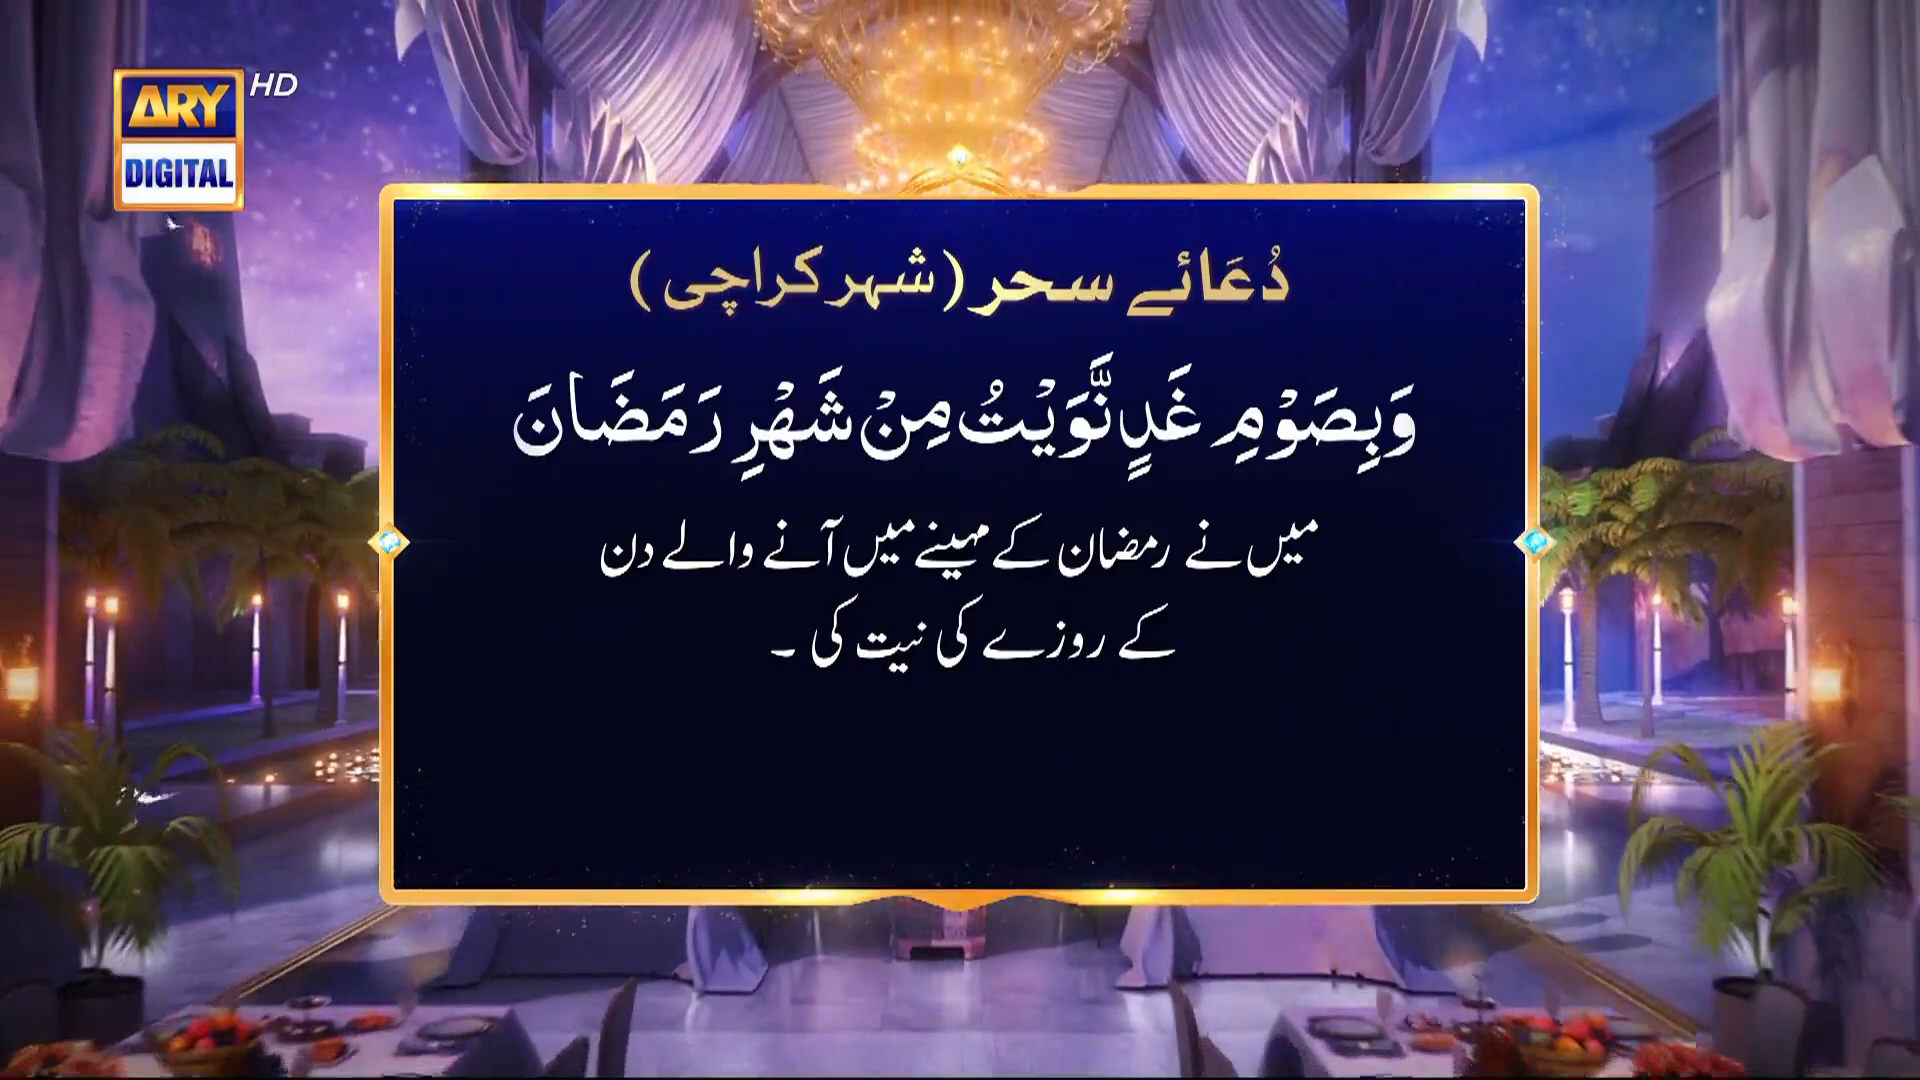 ARY
DIGITAL
HD
دُعَائے سحر (شہر کراچی)
وَبِصَوْمِ غَدٍ نَّوَيْتُ مِنْ شَهْرِ رَمَضَانَ
میں نے رمضان کے مہینے میں آنے والے دن
کے روزے کی نیت کی ۔